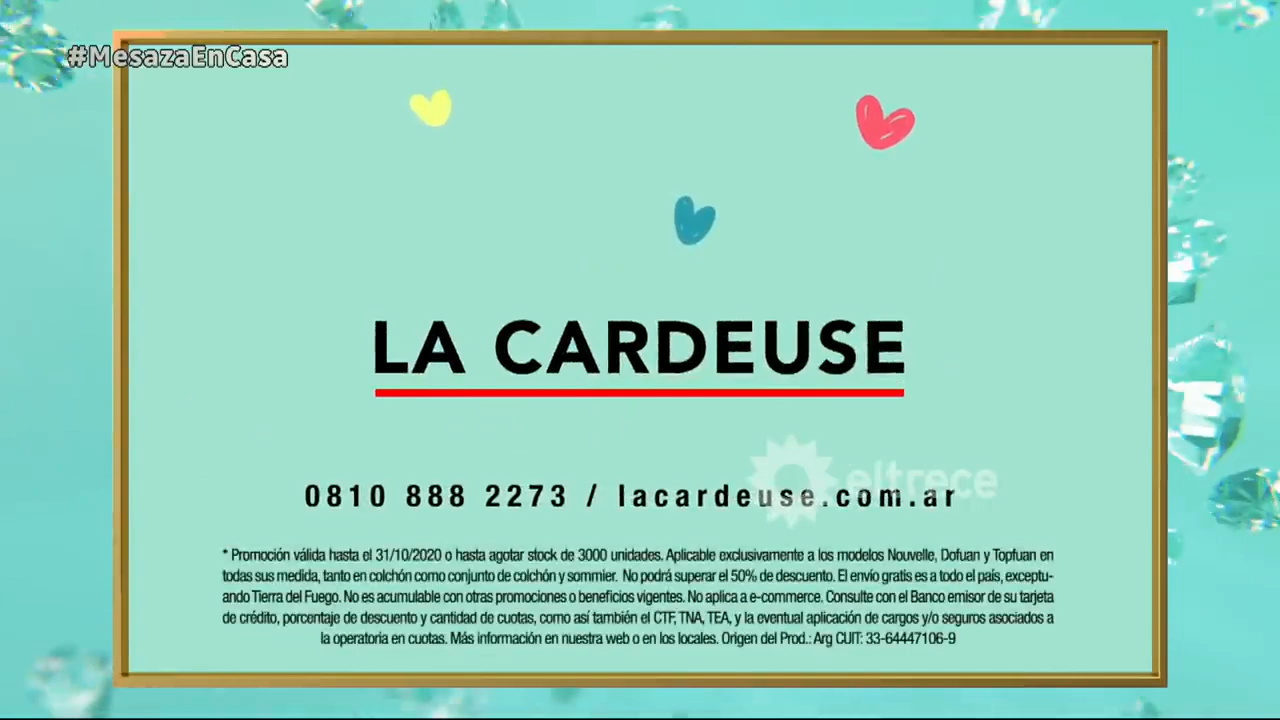 #MesazaEnCasa
LA CARDEUSE
eltrece
0810 888 2273 / lacardeuse.com.ar
* Promoción válida hasta el 31/10/2020 o hasta agotar stock de 3000 unidades. Aplicable exclusivamente a los modelos Nouvelle, Dofuan y Topfuan en
todas sus medida, tanto en colchón como conjunto de colchón y sommier. No podrá superar el 50% de descuento. El envío gratis es a todo el país, exceptu-
ando Tierra del Fuego. No es acumulable con otras promociones o beneficios vigentes. No aplica a e-commerce. Consulte con el Banco emisor de su tarjeta
de crédito, porcentaje de descuento y cantidad de cuotas, como así también el CTF, TNA, TEA, y la eventual aplicación de cargos y/o seguros asociados a
la operatoria en cuotas. Más información en nuestra web o en los locales. Origen del Prod.: Arg CUIT: 33-64447106-9